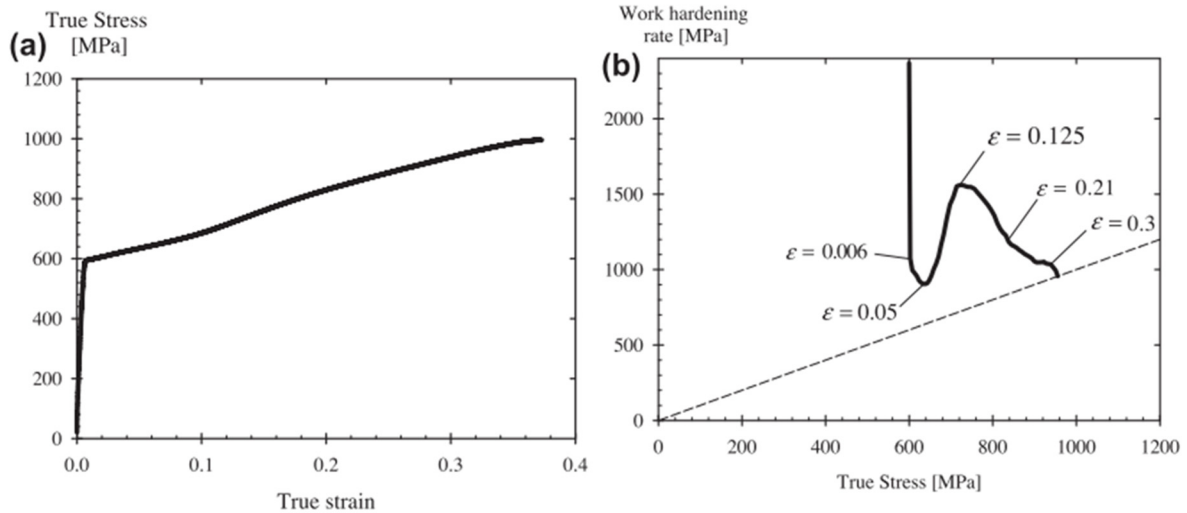 (a)
True Stress
[MPa]
1200
1000
800
600
400
200
0
0.0 0.1 0.2 0.3 0.4
True strain
(b)
Work hardening
rate [MPa]
2000
1500
1000
500
0
ε = 0.125
ε = 0.21
ε = 0.3
ε = 0.006
ε = 0.05
0 200 400 600 800 1000 1200
True Stress [MPa]